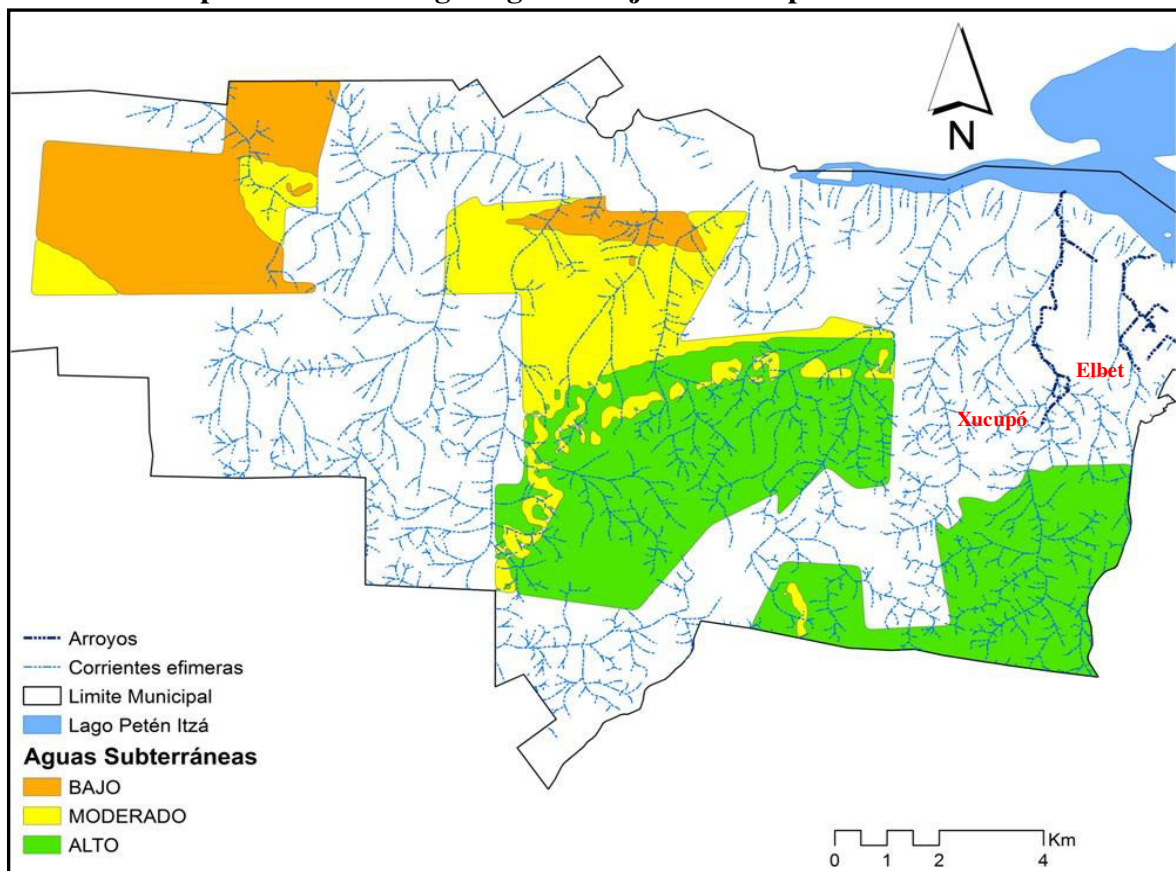 N
Elbet
Xucupó
Arroyos
Corrientes efimeras
Limite Municipal
Lago Petén Itzá
Aguas Subterráneas
BAJO
MODERADO
ALTO
Km
0 1 2 4